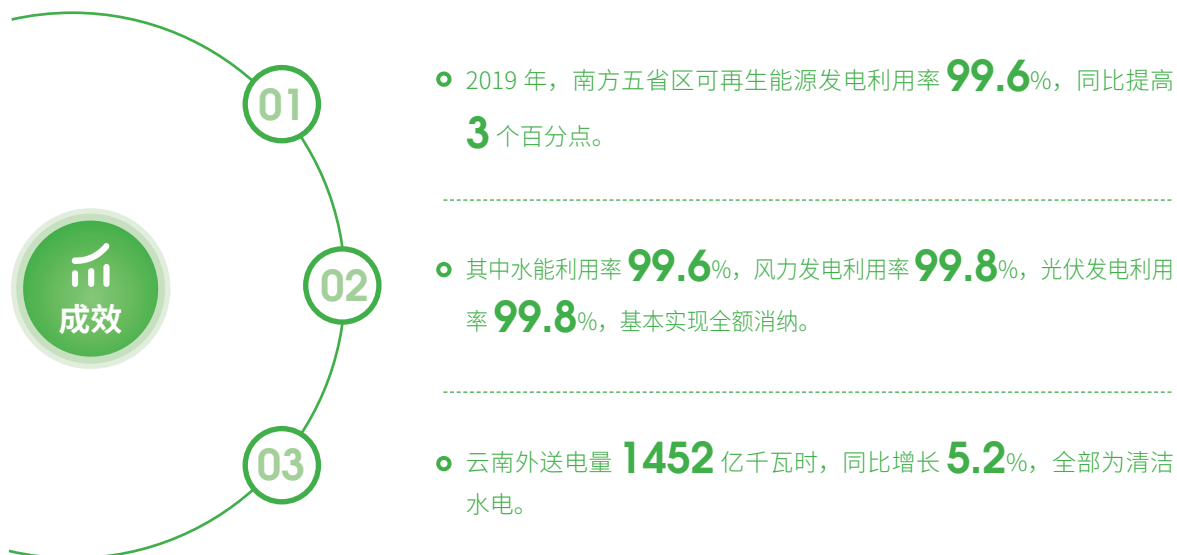 成效
01
2019 年，南方五省区可再生能源发电利用率 99.6%，同比提高
3 个百分点。
02
其中水能利用率 99.6%，风力发电利用率 99.8%，光伏发电利用
率 99.8%，基本实现全额消纳。
03
云南外送电量 1452 亿千瓦时，同比增长 5.2%，全部为清洁
水电。